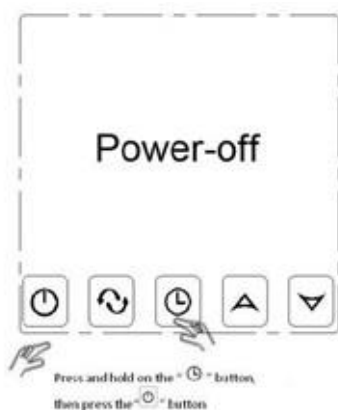 Power-off
Press and hold on the " " button,
then press the " " button